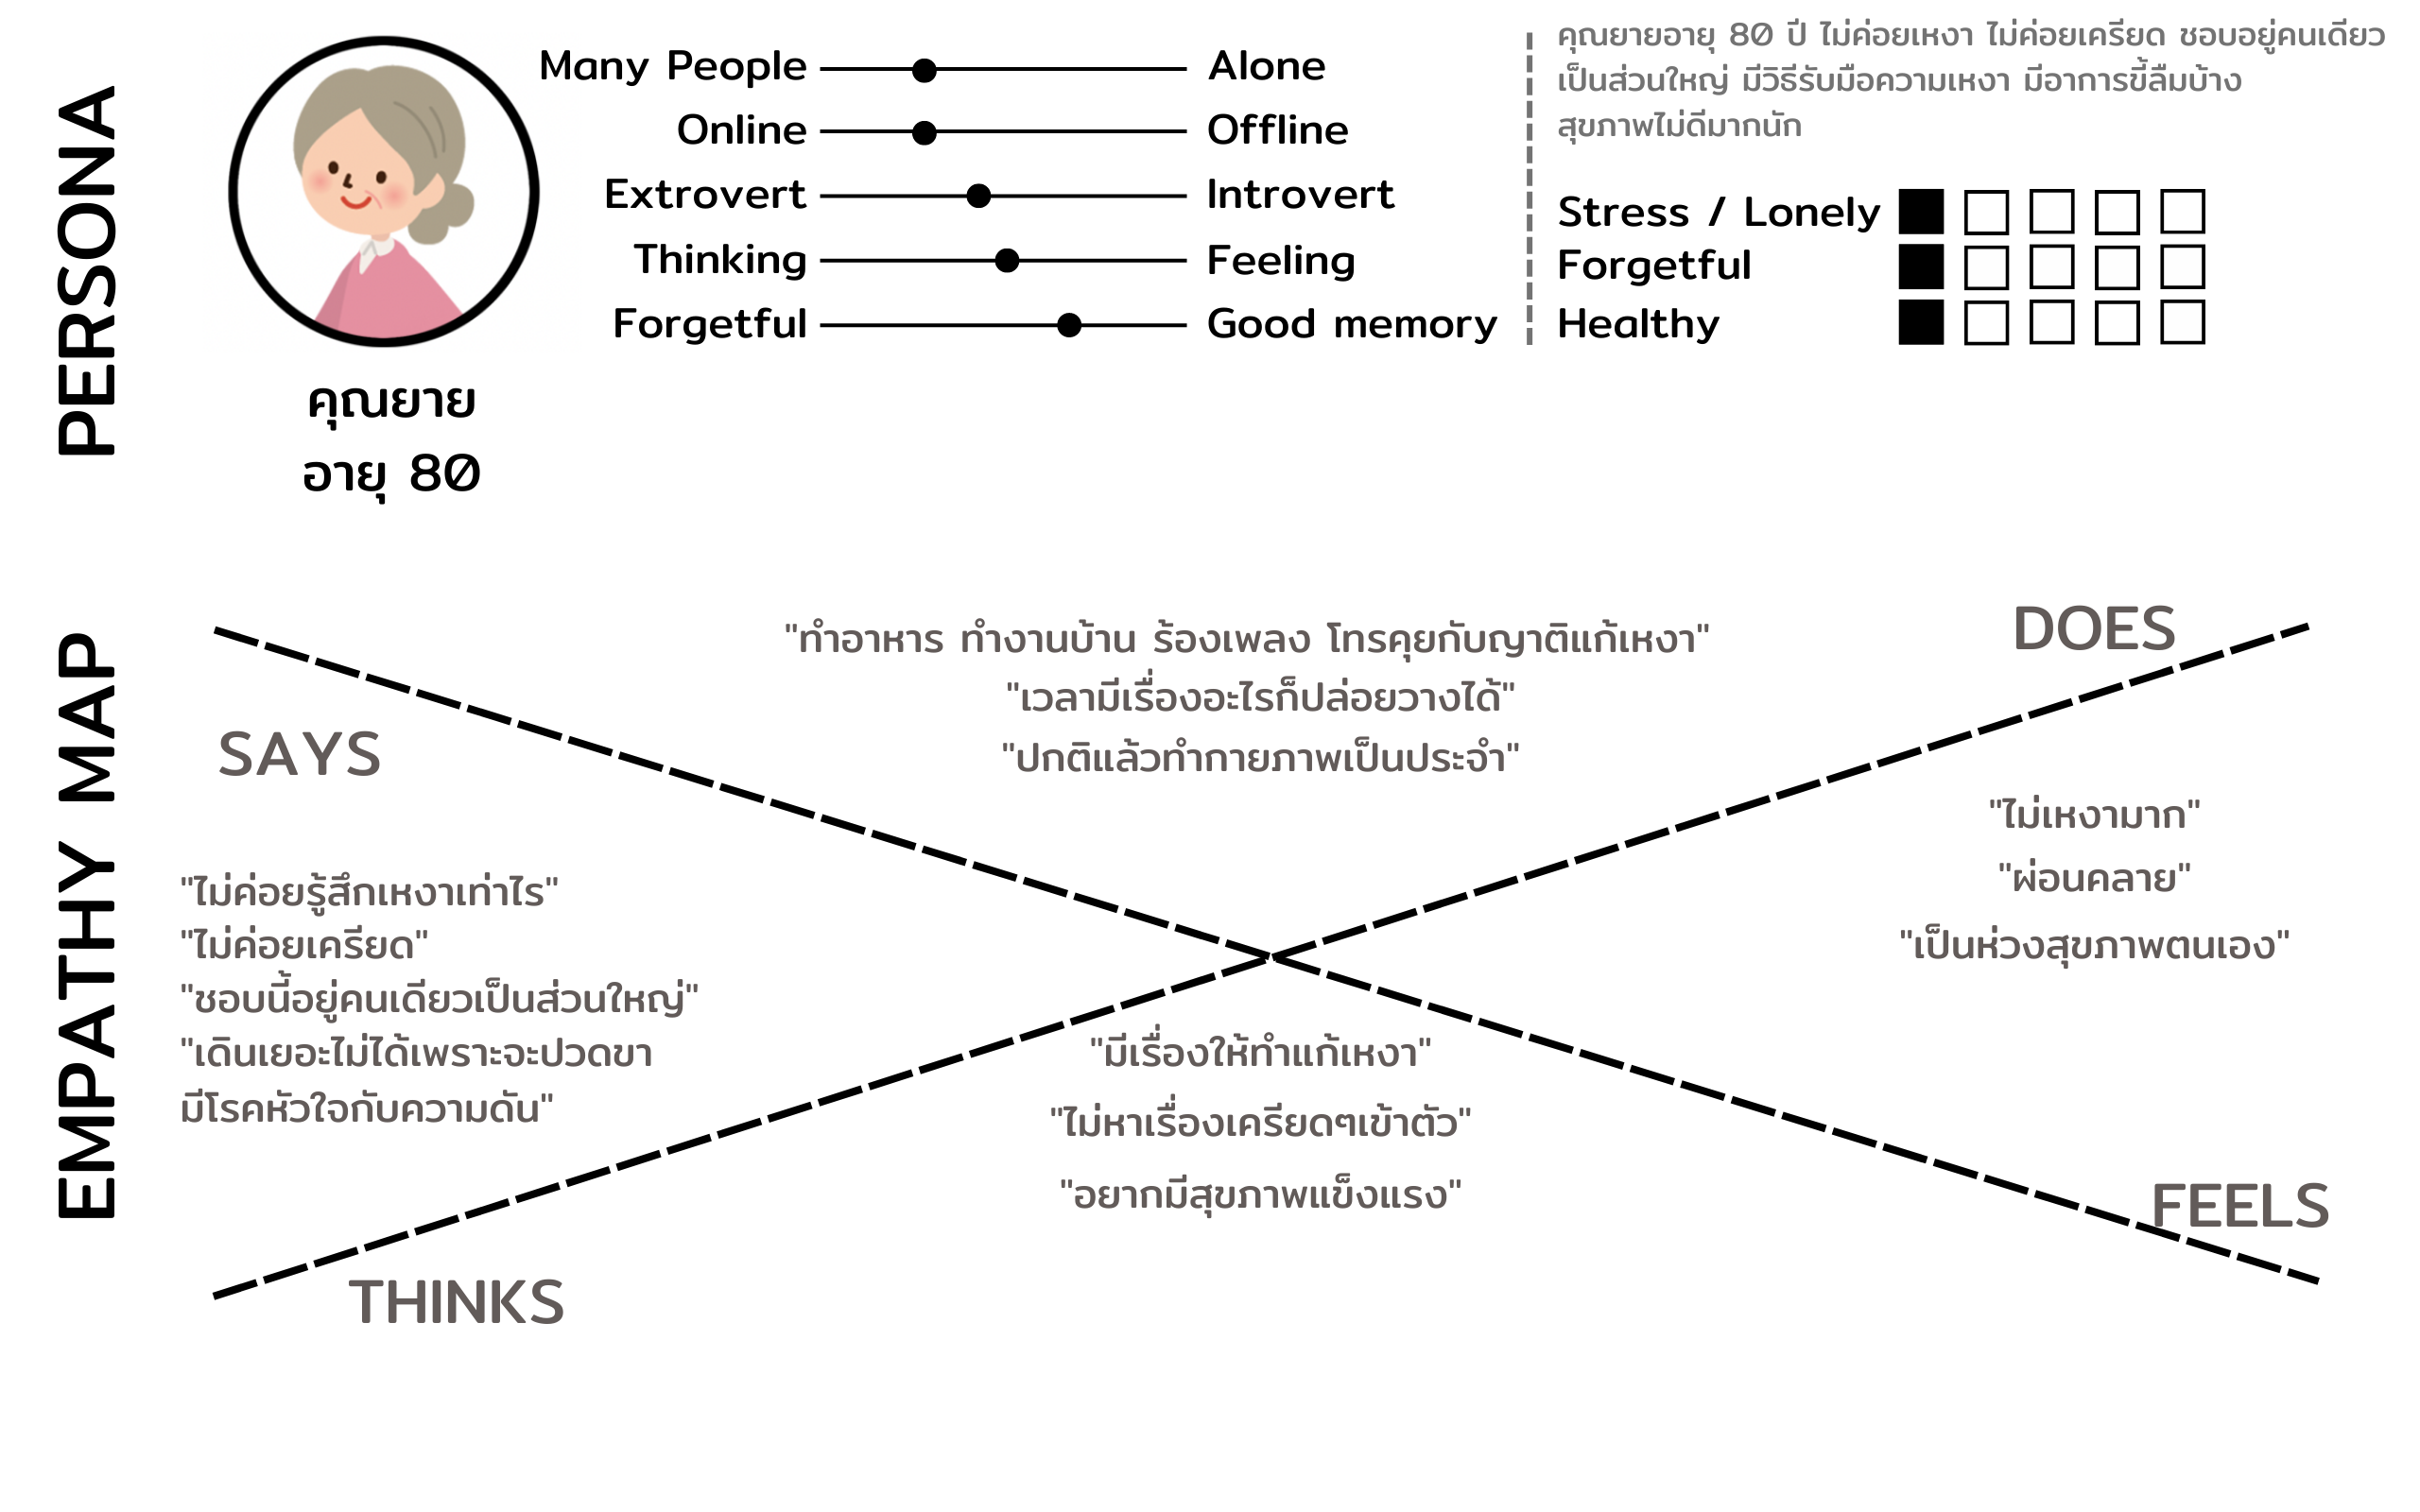 PERSONA
คุณยาย
อายุ 80
Many People
Alone
Online
Offline
Extrovert
Introvert
Thinking
Feeling
Forgetful
Good memory
คุณยายอายุ 80 ปี ไม่ค่อยเหงา ไม่ค่อยเครียด ชอบอยู่คนเดียว
เป็นส่วนใหญ่ มีวิธีรับมือความเหงา มีอาการขี้ลืมบ้าง
สุขภาพไม่ดีมากนัก
Stress / Lonely
Forgetful
Healthy
EMPATHY MAP
SAYS
"ไม่ค่อยรู้สึกเหงาเท่าไร"
"ไม่ค่อยเครียด"
"ชอบนี้อยู่คนเดียวเป็นส่วนใหญ่"
"เดินเยอะไม่ได้เพราะจะปวดขา
มีโรคหัวใจกับความดัน"
DOES
"ทำอาหาร ทำงานบ้าน ร้องเพลง โทรคุยกับญาติแก้เหงา"
"เวลามีเรื่องอะไรก็ปล่อยวางได้"
"ปกติแล้วทำกายภาพเป็นประจำ"
THINKS
"มีเรื่องให้ทำแก้เหงา"
"ไม่หาเรื่องเครียดๆเข้าตัว"
"อยากมีสุขภาพแข็งแรง"
FEELS
"ไม่เหงามาก"
"ผ่อนคลาย"
"เป็นห่วงสุขภาพตนเอง"